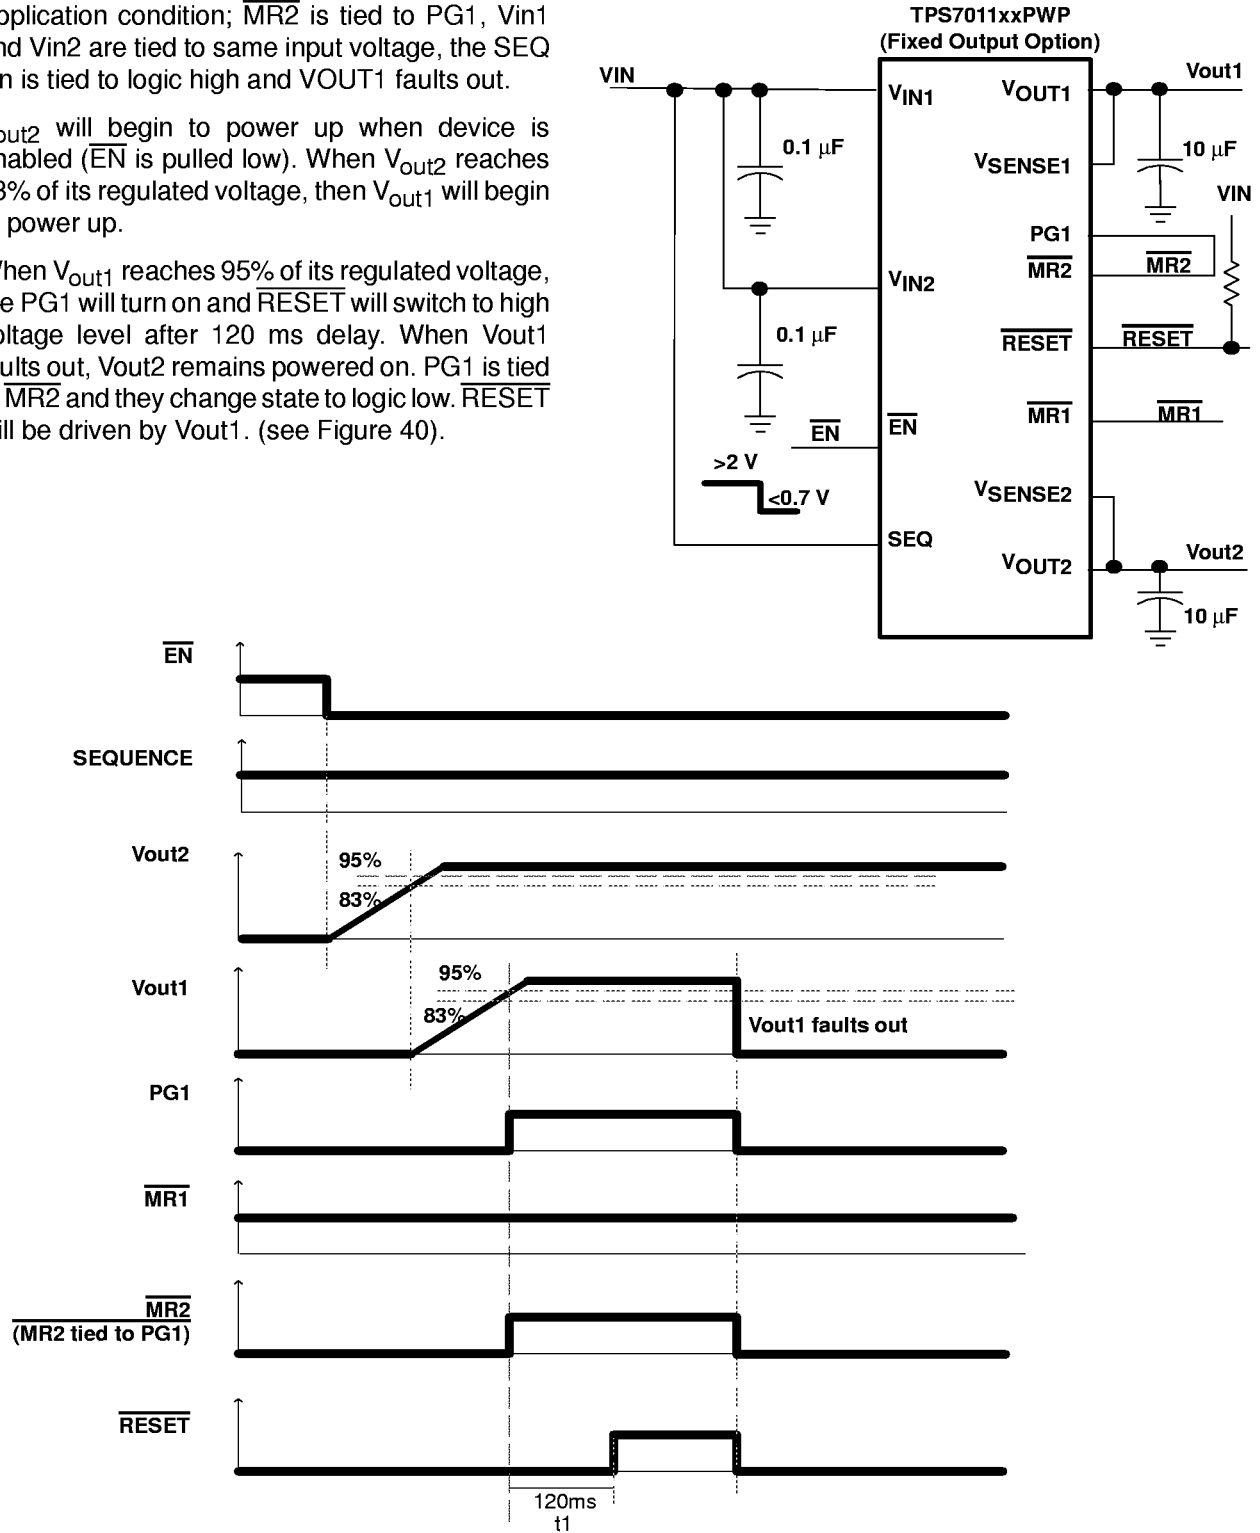 pplication condition; MR2 is tied to PG1, Vin1
nd Vin2 are tied to same input voltage, the SEQ
n is tied to logic high and VOUT1 faults out.
out2 will begin to power up when device is
nabled (EN is pulled low). When Vout2 reaches
3% of its regulated voltage, then Vout1 will begin
power up.
hen Vout1 reaches 95% of its regulated voltage,
e PG1 will turn on and RESET will switch to high
oltage level after 120 ms delay. When Vout1
ults out, Vout2 remains powered on. PG1 is tied
MR2 and they change state to logic low. RESET
ill be driven by Vout1. (see Figure 40).
TPS7011xxPWP
(Fixed Output Option)
VIN
VIN1
VOUT1
Vout1
0.1 μF
VSENSE1
10 μF
VIN
PG1
MR2
MR2
VIN2
0.1 μF
RESET
RESET
EN
EN
MR1
MR1
>2 V
<0.7 V
VSENSE2
SEQ
VOUT2
Vout2
10 μF
EN
SEQUENCE
Vout2
95%
83%
Vout1
95%
83%
Vout1 faults out
PG1
MR1
MR2
(MR2 tied to PG1)
RESET
120ms
t1